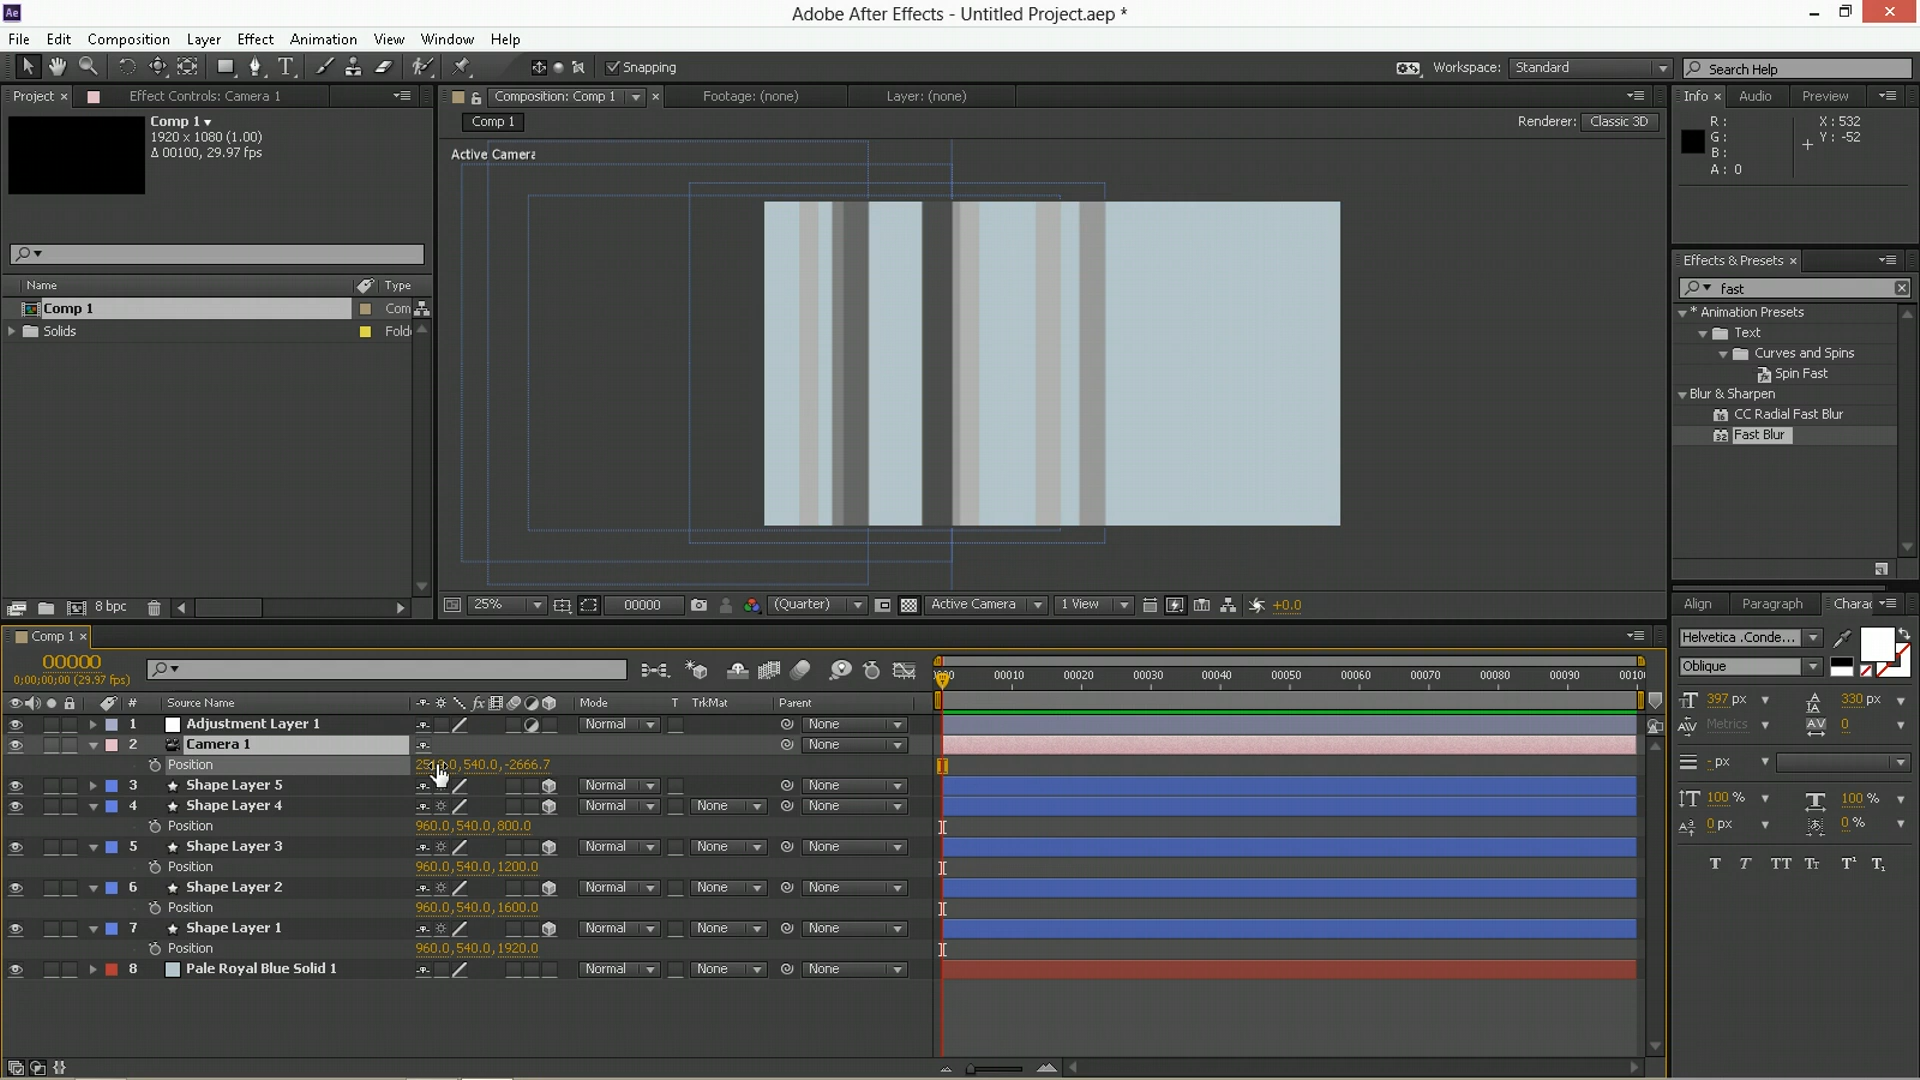 Ae
Adobe After Effects - Untitled Project.aep *
File Edit Composition Layer Effect Animation View Window Help
T Snapping Workspace: Standard Search Help
Project × Effect Controls: Camera 1
Composition: Comp 1 × Footage: (none) Layer: (none)
Info × Audio Preview
Comp 1
1920 x 1080 (1.00)
Δ 00100, 29.97 fps
Comp 1 Renderer: Classic 3D
Active Camera
R: X: 532
G: Y: -52
B:
A: 0
Effects & Presets ×
fast
* Animation Presets
Text
Curves and Spins
Spin Fast
Blur & Sharpen
CC Radial Fast Blur
Fast Blur
Name Type
Comp 1 Com
Solids Fold
8 bpc
25% 00000 (Quarter) Active Camera 1 View +0.0
Align Paragraph Charac
Helvetica .Conde...
Oblique
397 px 330 px
Metrics 0
- px
100 % 100 %
0 px 0 %
T T TT Tт T¹ T₁
Comp 1 ×
00000
0;00;00;00 (29.97 fps)
00010 00020 00030 00040 00050 00060 00070 00080 00090 0010
# Source Name fx Mode T TrkMat Parent
1 Adjustment Layer 1 Normal None
2 Camera 1 None
Position 540.0,-2666.7
3 Shape Layer 5 Normal None
4 Shape Layer 4 Normal None None
Position 960.0,540.0,800.0
5 Shape Layer 3 Normal None None
Position 960.0,540.0,1200.0
6 Shape Layer 2 Normal None None
Position 960.0,540.0,1600.0
7 Shape Layer 1 Normal None None
Position 960.0,540.0,1920.0
8 Pale Royal Blue Solid 1 Normal None None